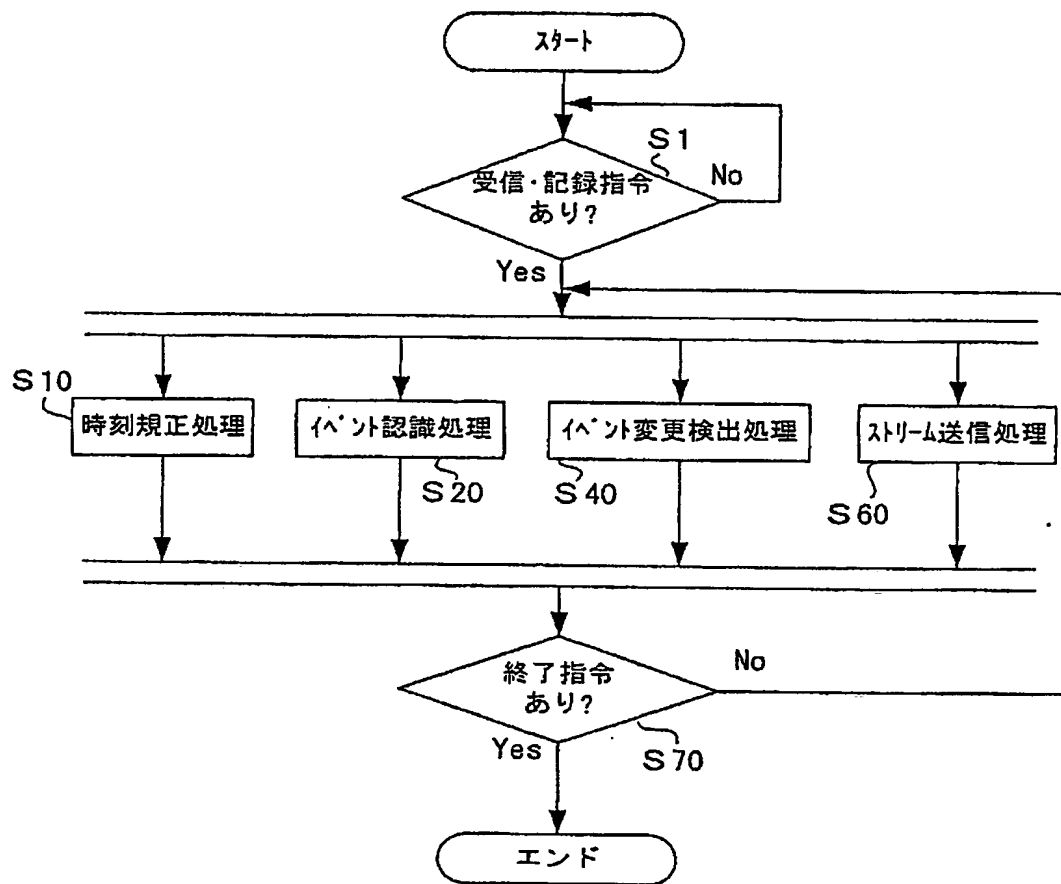 スタート
S1
受信・記録指令
あり?
No
Yes
S10
時刻規正処理
イベント認識処理
S20
イベント変更検出処理
S40
ストリーム送信処理
S60
終了指令
あり?
No
Yes
S70
エンド